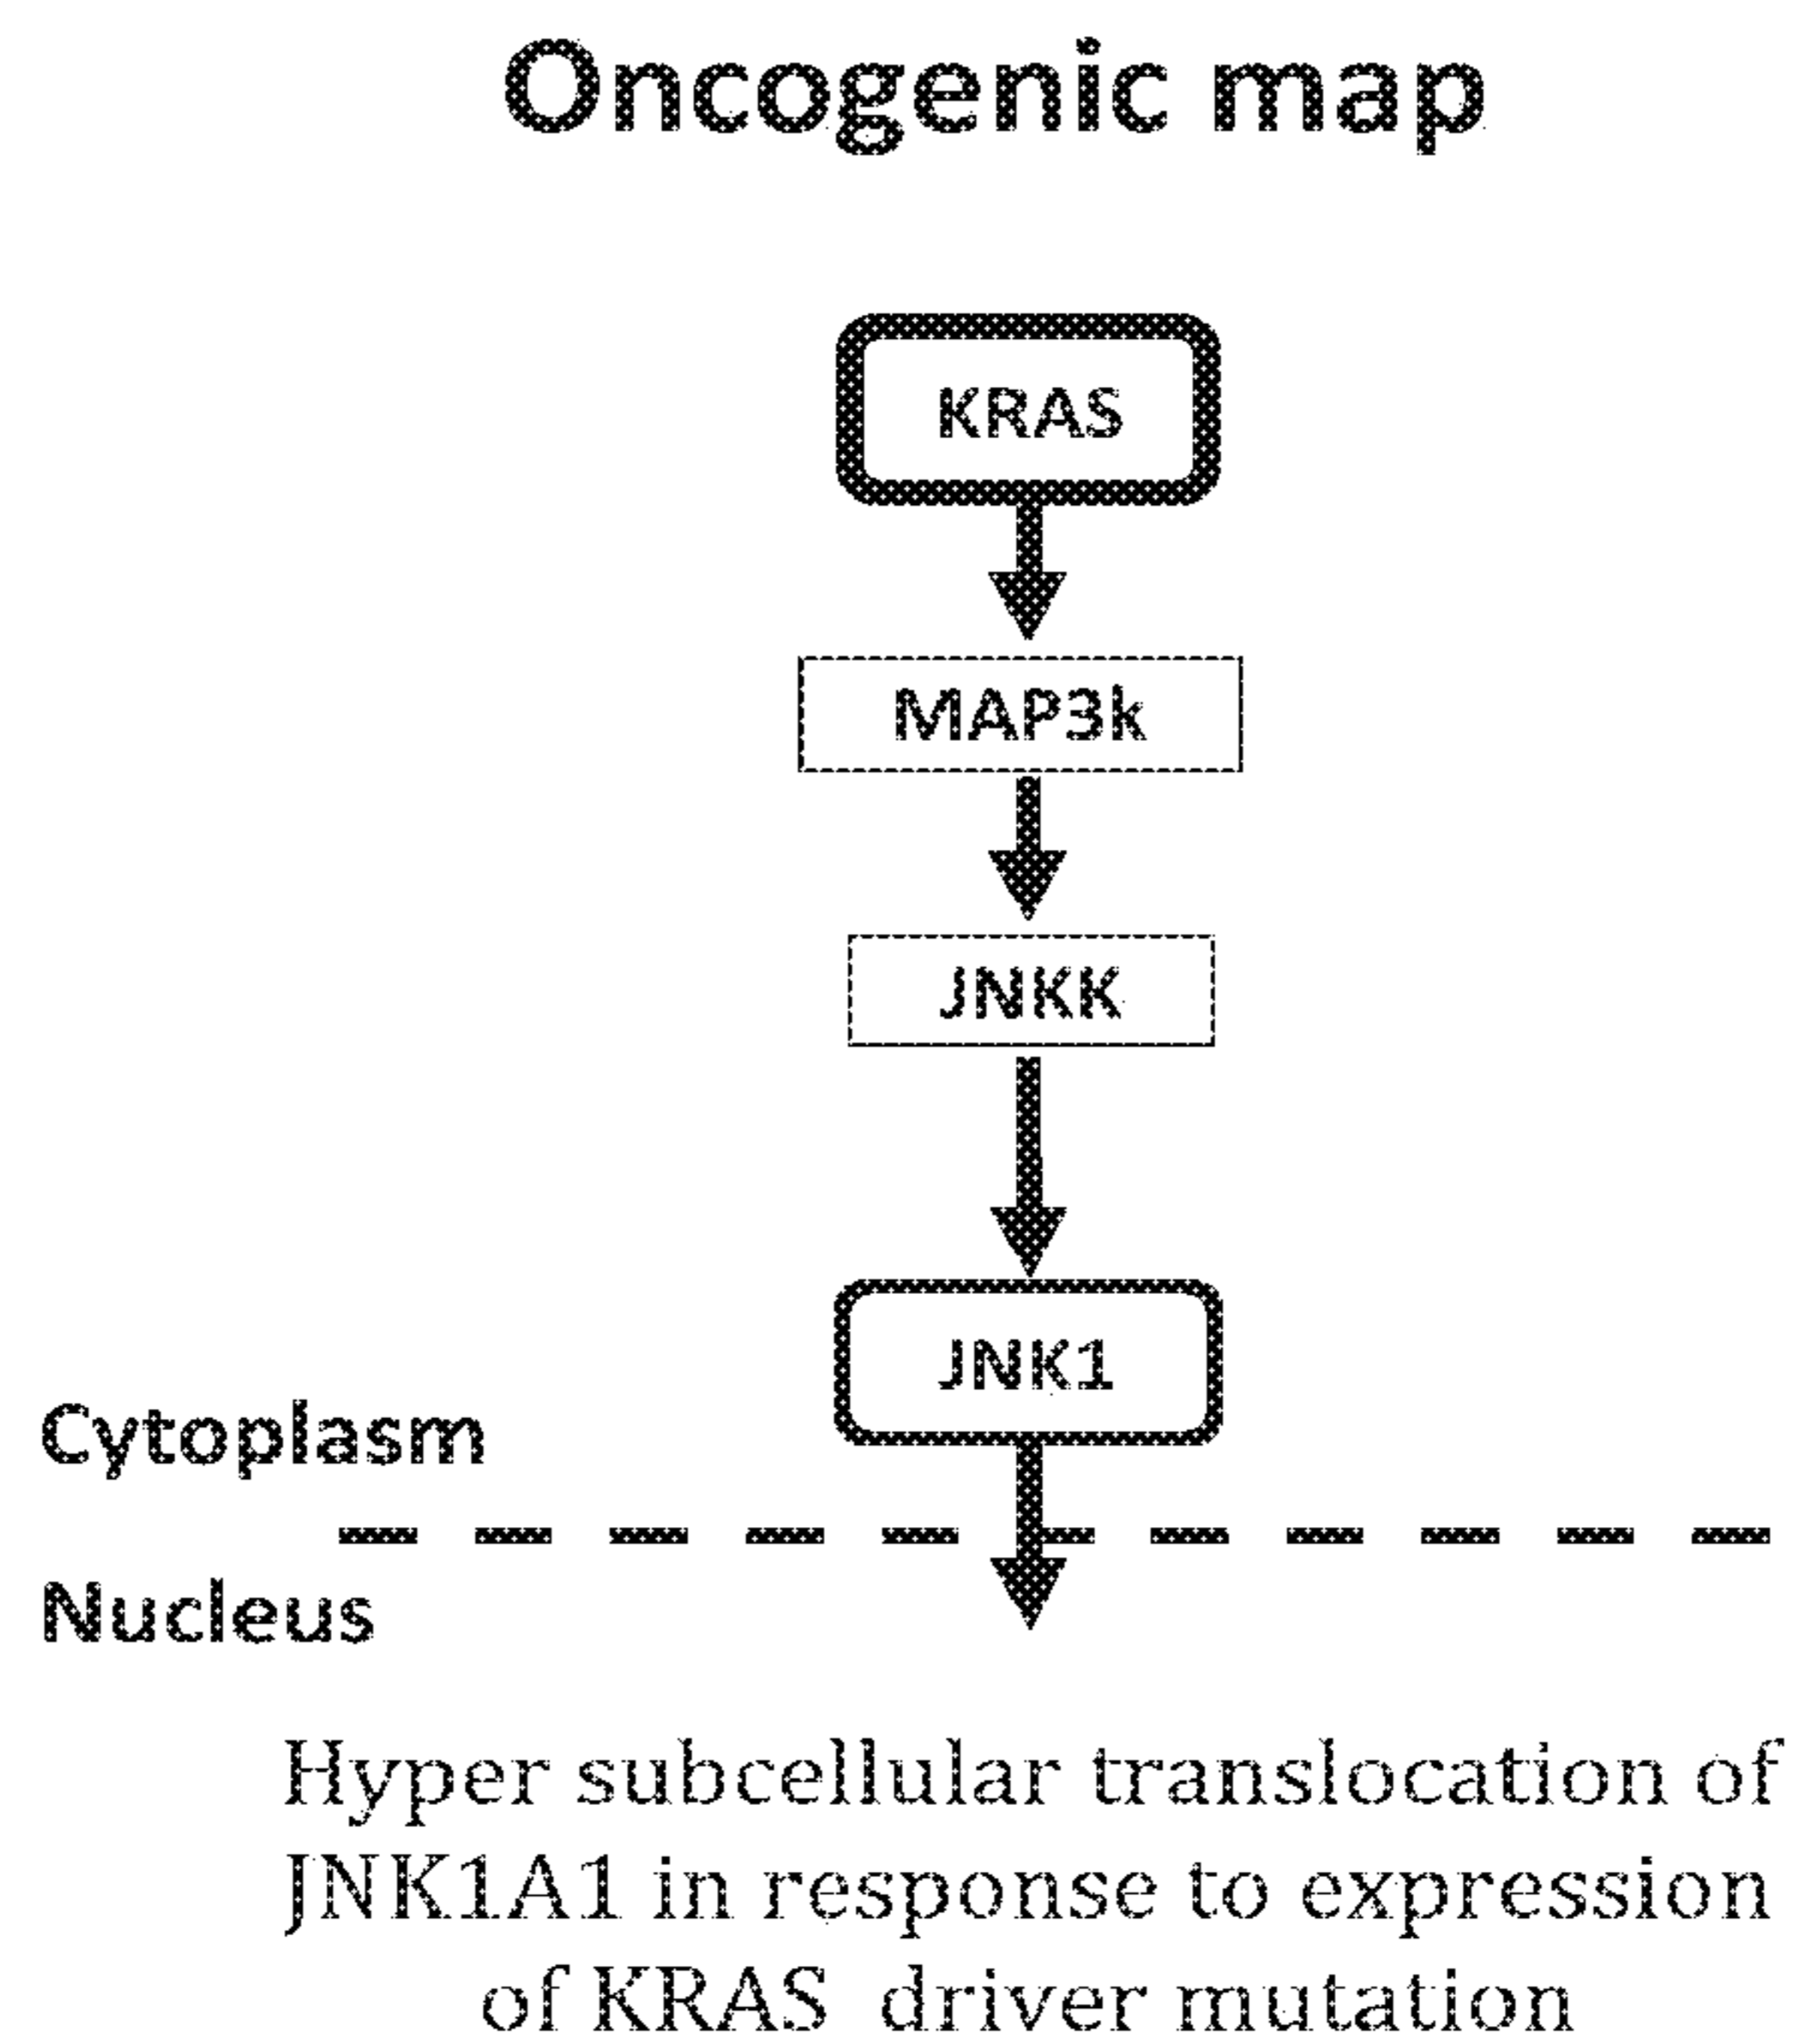 Oncogenic map
KRAS
MAP3k
JNKK
JNK1
Cytoplasm
Nucleus
Hyper subcellular translocation of
JNK1A1 in response to expression
of KRAS driver mutation